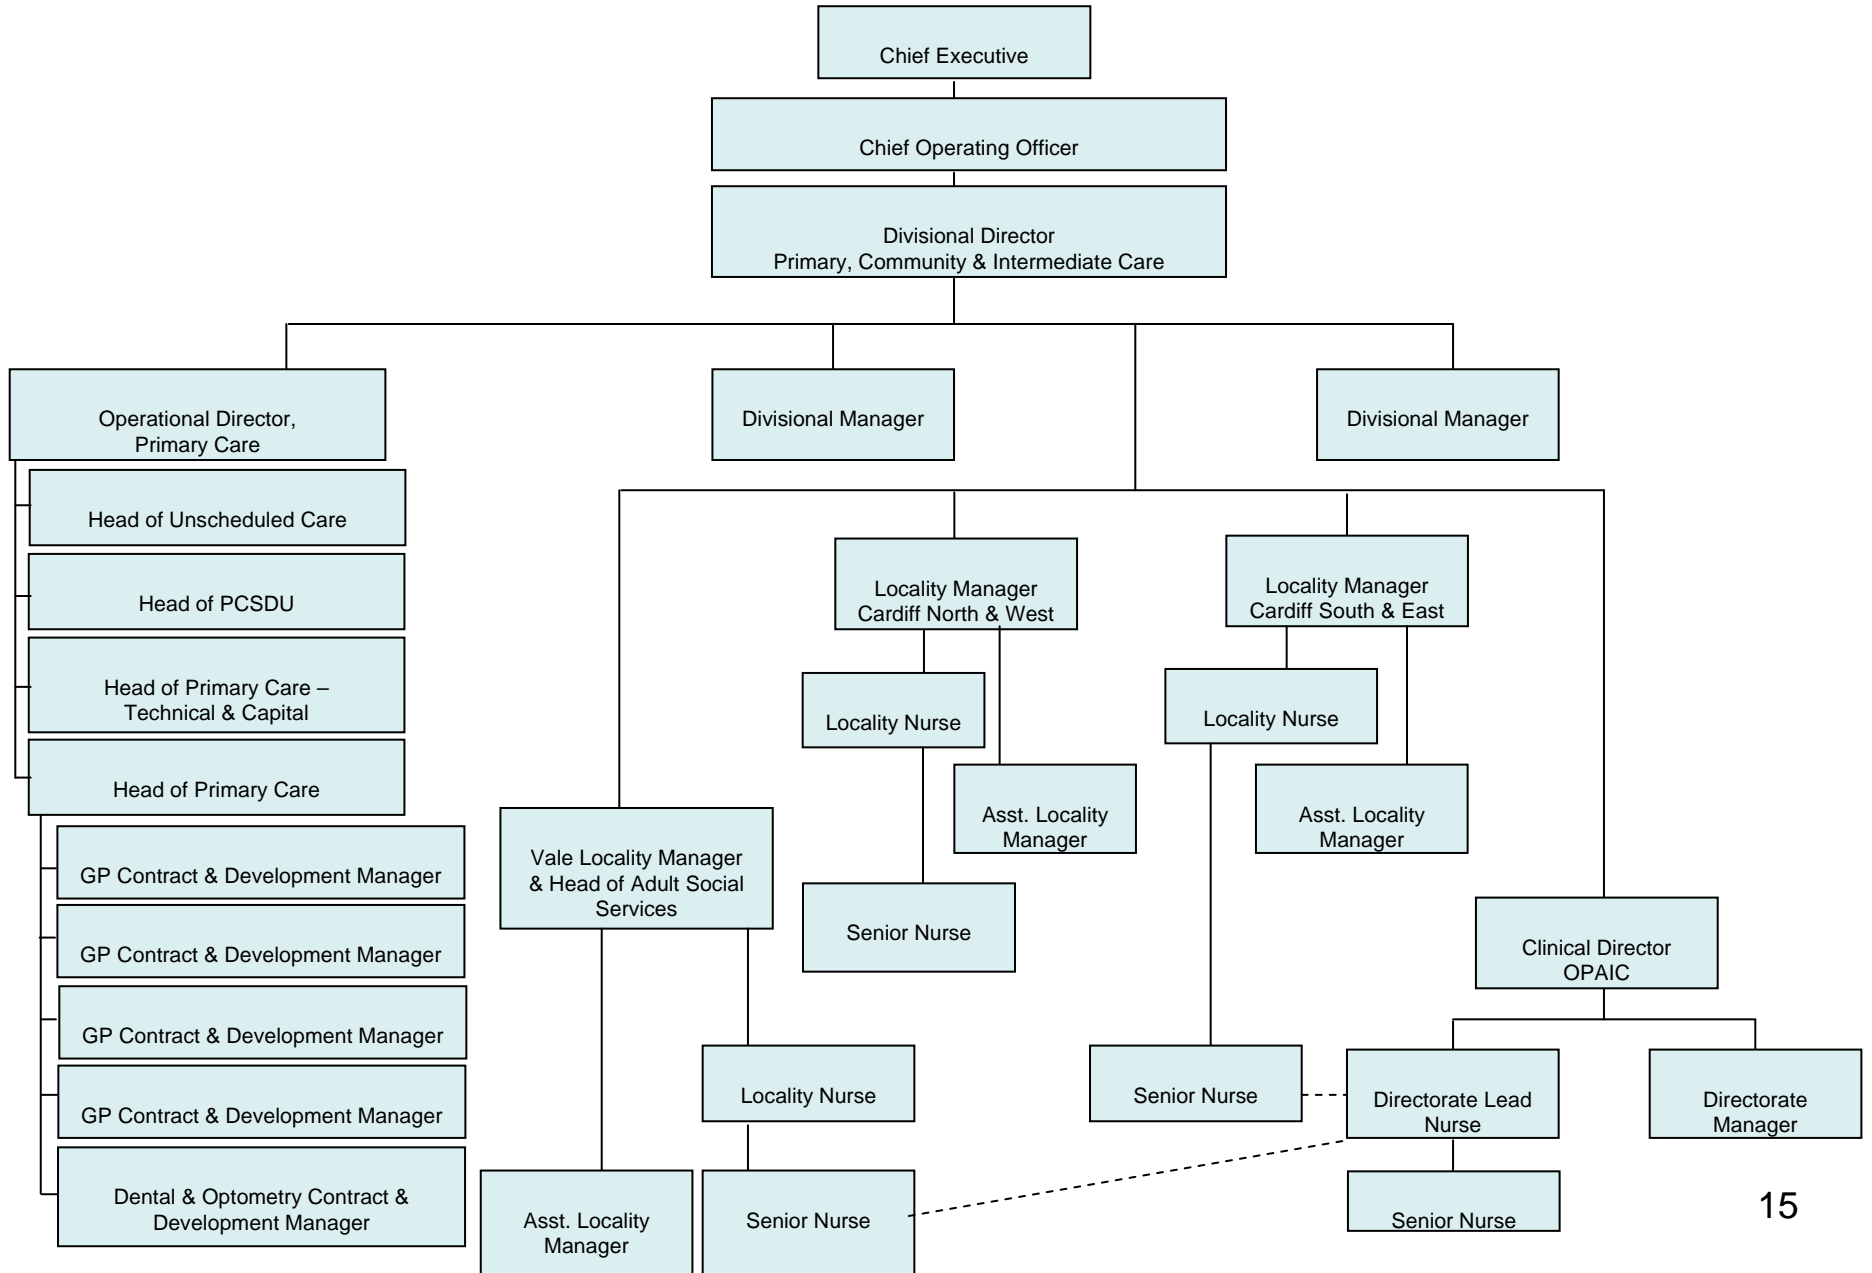 Chief Executive
Chief Operating Officer
Divisional Director
Primary, Community & Intermediate Care
Operational Director,
Primary Care
Divisional Manager
Divisional Manager
Head of Unscheduled Care
Head of PCSDU
Head of Primary Care –
Technical & Capital
Head of Primary Care
GP Contract & Development Manager
GP Contract & Development Manager
GP Contract & Development Manager
GP Contract & Development Manager
Dental & Optometry Contract &
Development Manager
Vale Locality Manager
& Head of Adult Social
Services
Asst. Locality
Manager
Locality Nurse
Senior Nurse
Locality Manager
Cardiff North & West
Locality Nurse
Asst. Locality
Manager
Senior Nurse
Locality Manager
Cardiff South & East
Locality Nurse
Asst. Locality
Manager
Senior Nurse
Clinical Director
OPAIC
Directorate Lead
Nurse
Directorate
Manager
Senior Nurse
15